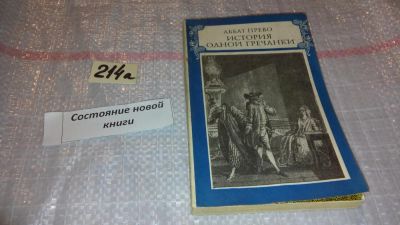 214а
Состояние новой
книги
АББАТ ПРЕВО
ИСТОРИЯ
ОДНОЙ ГРЕЧАНКИ